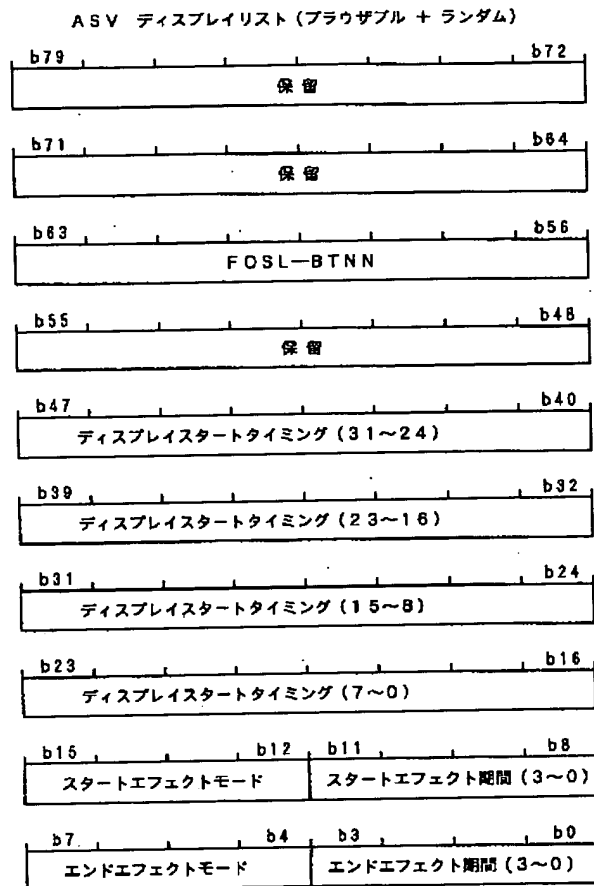 ASV ディスプレイリスト(ブラウザブル + ランダム)
b79 b72
保留
b71 b64
保留
b63 b56
FOSL—BTNN
b55 b48
保留
b47 b40
ディスプレイスタートタイミング(31～24)
b39 b32
ディスプレイスタートタイミング(23～16)
b31 b24
ディスプレイスタートタイミング(15～8)
b23 b16
ディスプレイスタートタイミング(7～0)
b15 b12 b11 b8
スタートエフェクトモード スタートエフェクト期間(3～0)
b7 b4 b3 b0
エンドエフェクトモード エンドエフェクト期間(3～0)